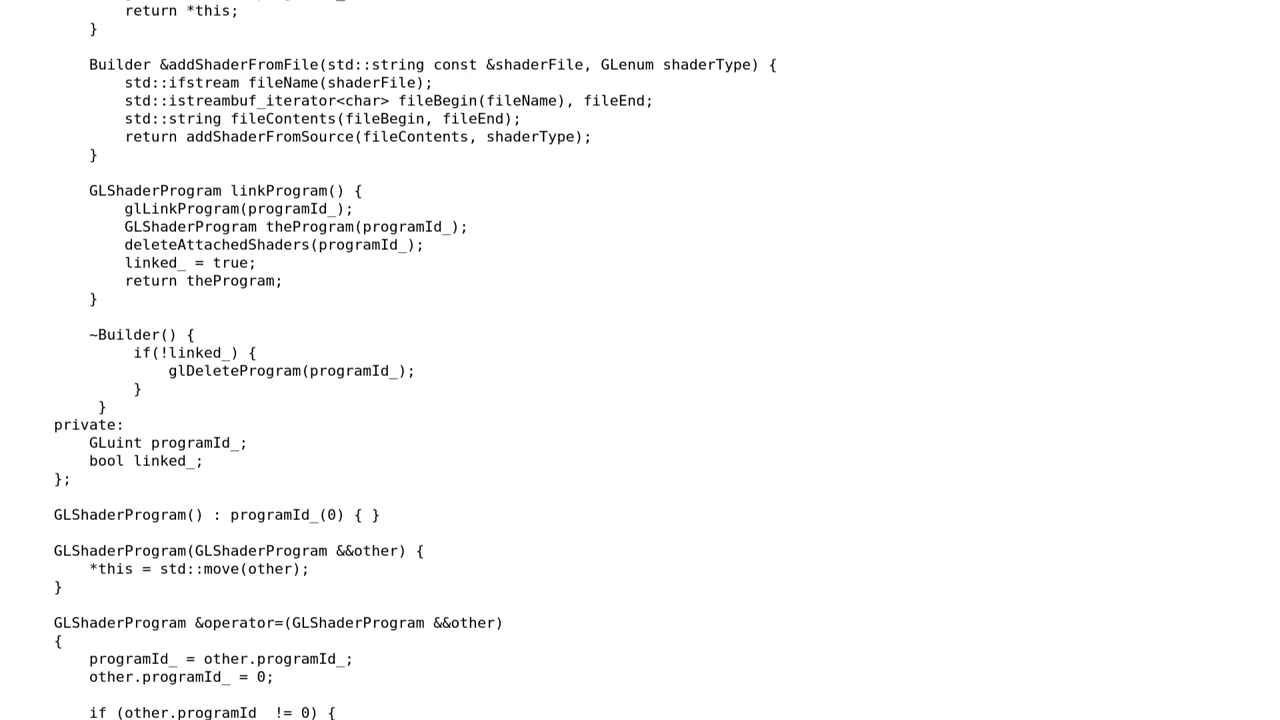 return *this;
}
Builder &addShaderFromFile(std::string const &shaderFile, GLenum shaderType) {
std::ifstream fileName(shaderFile);
std::istreambuf_iterator<char> fileBegin(fileName), fileEnd;
std::string fileContents(fileBegin, fileEnd);
return addShaderFromSource(fileContents, shaderType);
}
GLShaderProgram linkProgram() {
glLinkProgram(programId_);
GLShaderProgram theProgram(programId_);
deleteAttachedShaders(programId_);
linked_ = true;
return theProgram;
}
~Builder() {
if(!linked_) {
glDeleteProgram(programId_);
}
}
private:
GLuint programId_;
bool linked_;
};
GLShaderProgram() : programId_(0) { }
GLShaderProgram(GLShaderProgram &&other) {
*this = std::move(other);
}
GLShaderProgram &operator=(GLShaderProgram &&other)
{
programId_ = other.programId_;
other.programId_ = 0;
if (other.programId_ != 0) {